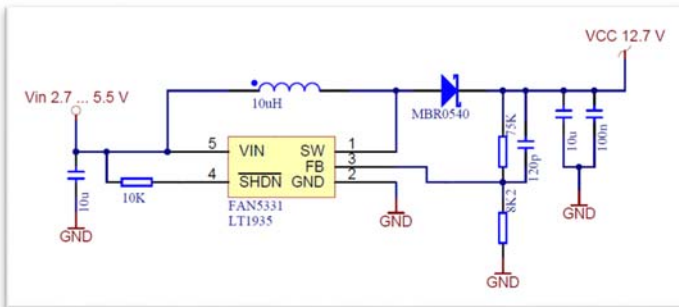 VCC 12.7 V
Vin 2.7 ... 5.5 V
10uH
MBR0540
75K
120p
10u
100n
5 VIN SW 1
FB 3
4 SHDN GND 2
10u
10K
FAN5331
LT1935
8K2
GND
GND
GND
GND